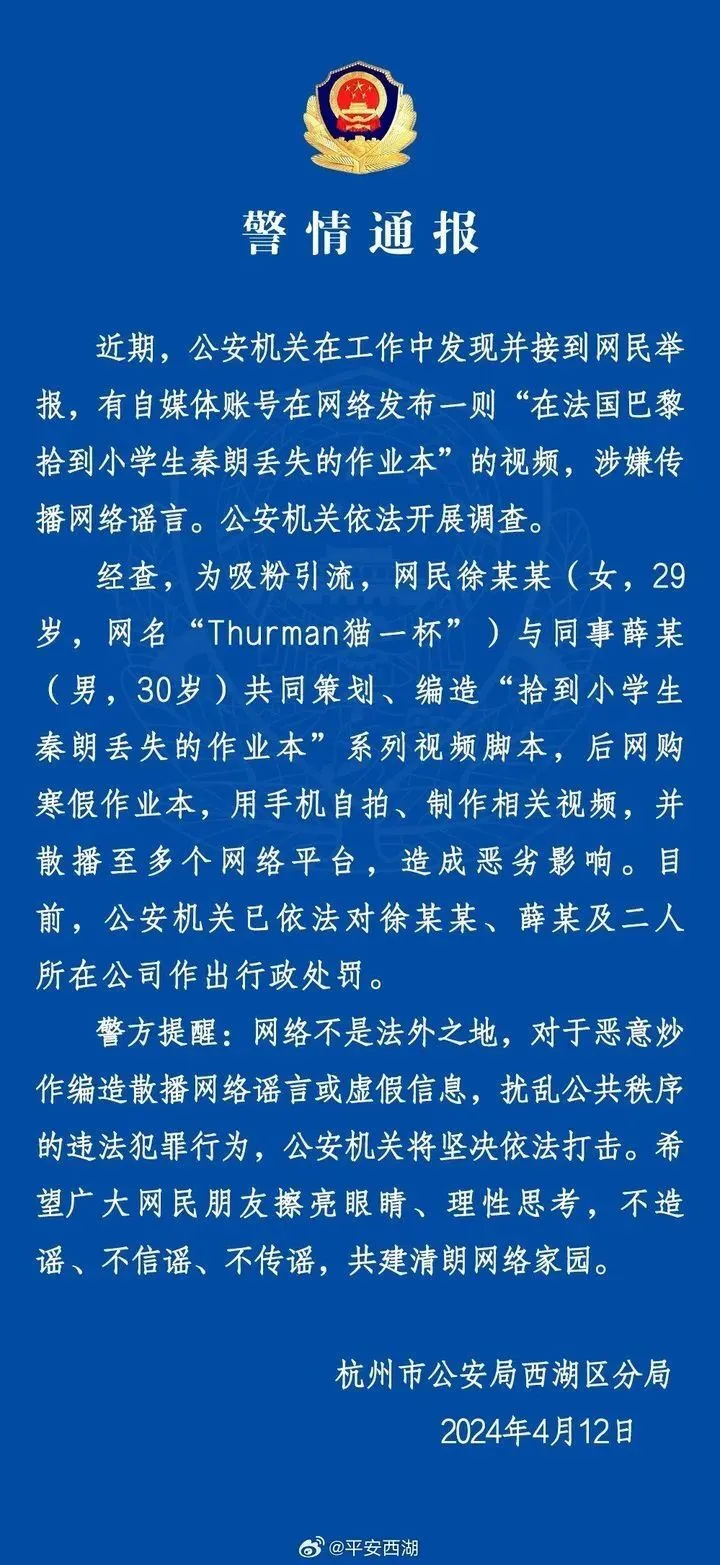 警情通报
近期，公安机关在工作中发现并接到网民举
报，有自媒体账号在网络发布一则“在法国巴黎
拾到小学生秦朗丢失的作业本”的视频，涉嫌传
播网络谣言。公安机关依法开展调查。
经查，为吸粉引流，网民徐某某（女，29
岁，网名“Thurman猫一杯”）与同事薛某
（男，30岁）共同策划、编造“拾到小学生
秦朗丢失的作业本”系列视频脚本，后网购
寒假作业本，用手机自拍、制作相关视频，并
散播至多个网络平台，造成恶劣影响。目
前，公安机关已依法对徐某某、薛某及二人
所在公司作出行政处罚。
警方提醒：网络不是法外之地，对于恶意炒
作编造散播网络谣言或虚假信息，扰乱公共秩序
的违法犯罪行为，公安机关将坚决依法打击。希
望广大网民朋友擦亮眼睛、理性思考，不造
谣、不信谣、不传谣，共建清朗网络家园。
杭州市公安局西湖区分局
2024年4月12日
@平安西湖